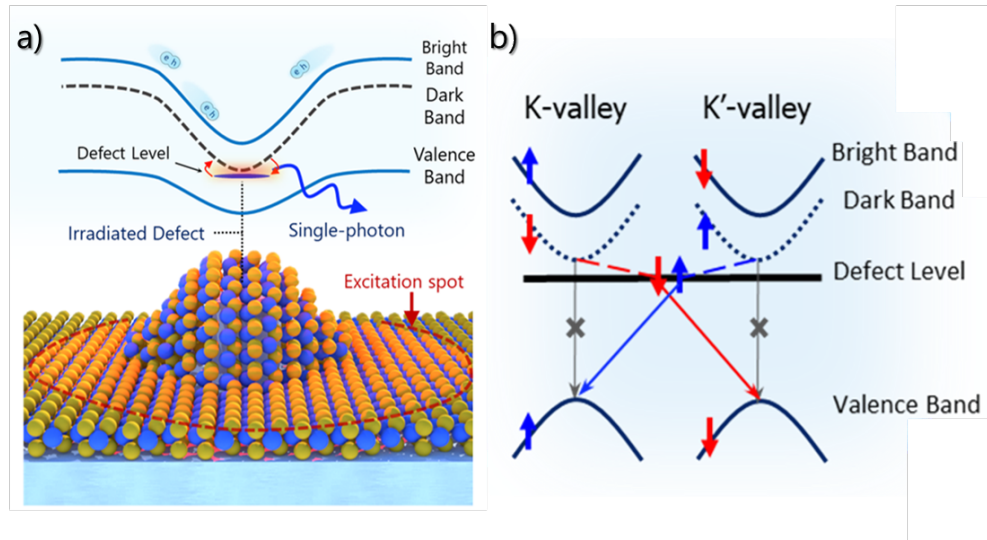 a)
Bright
Band
Dark
Band
e h
e h
e h
Defect Level
Valence
Band
Irradiated Defect
Single-photon
Excitation spot
b)
K-valley
K′-valley
Bright Band
Dark Band
Defect Level
Valence Band